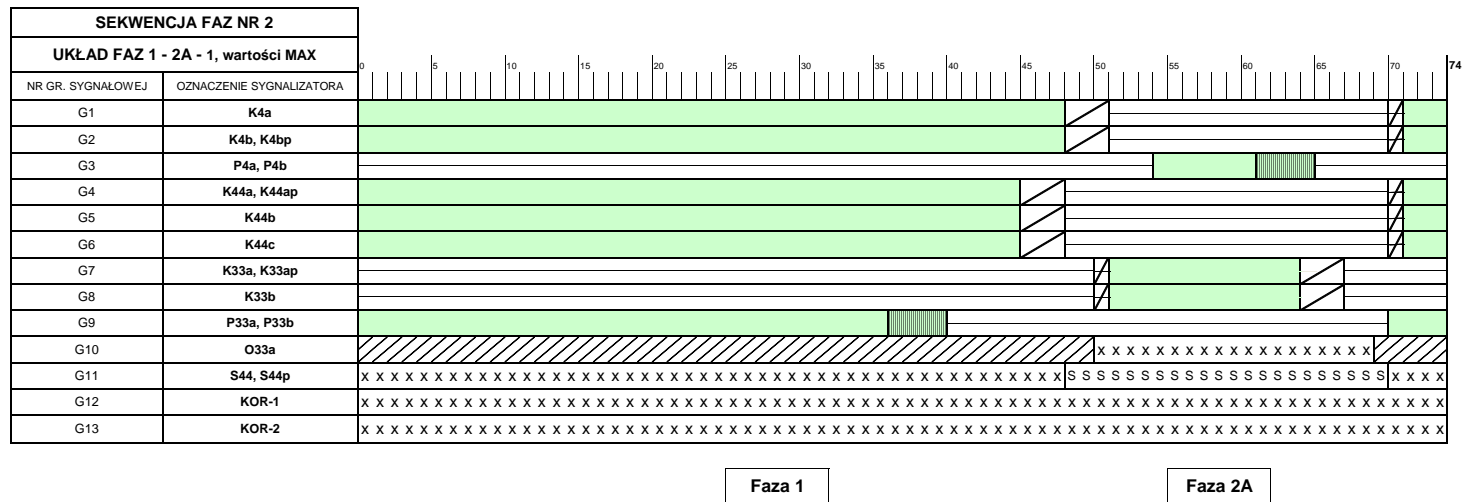 SEKWENCJA FAZ NR 2
UKŁAD FAZ 1 - 2A - 1, wartości MAX
0 5 10 15 20 25 30 35 40 45 50 55 60 65 70 74
NR GR. SYGNAŁOWEJ OZNACZENIE SYGNALIZATORA
G1 K4a
G2 K4b, K4bp
G3 P4a, P4b
G4 K44a, K44ap
G5 K44b
G6 K44c
G7 K33a, K33ap
G8 K33b
G9 P33a, P33b
G10 O33a x x x x x x x x x x x x x x x x x x x
G11 S44, S44p x x x x x x x x x x x x x x x x x x x x x x x x x x x x x x x x x x x x x x x x x x x x x x x x S S S S S S S S S S S S S S S S S S S S S S x x x x
G12 KOR-1 x x x x x x x x x x x x x x x x x x x x x x x x x x x x x x x x x x x x x x x x x x x x x x x x x x x x x x x x x x x x x x x x x x x x x x x x x x
G13 KOR-2 x x x x x x x x x x x x x x x x x x x x x x x x x x x x x x x x x x x x x x x x x x x x x x x x x x x x x x x x x x x x x x x x x x x x x x x x x x
Faza 1 Faza 2A